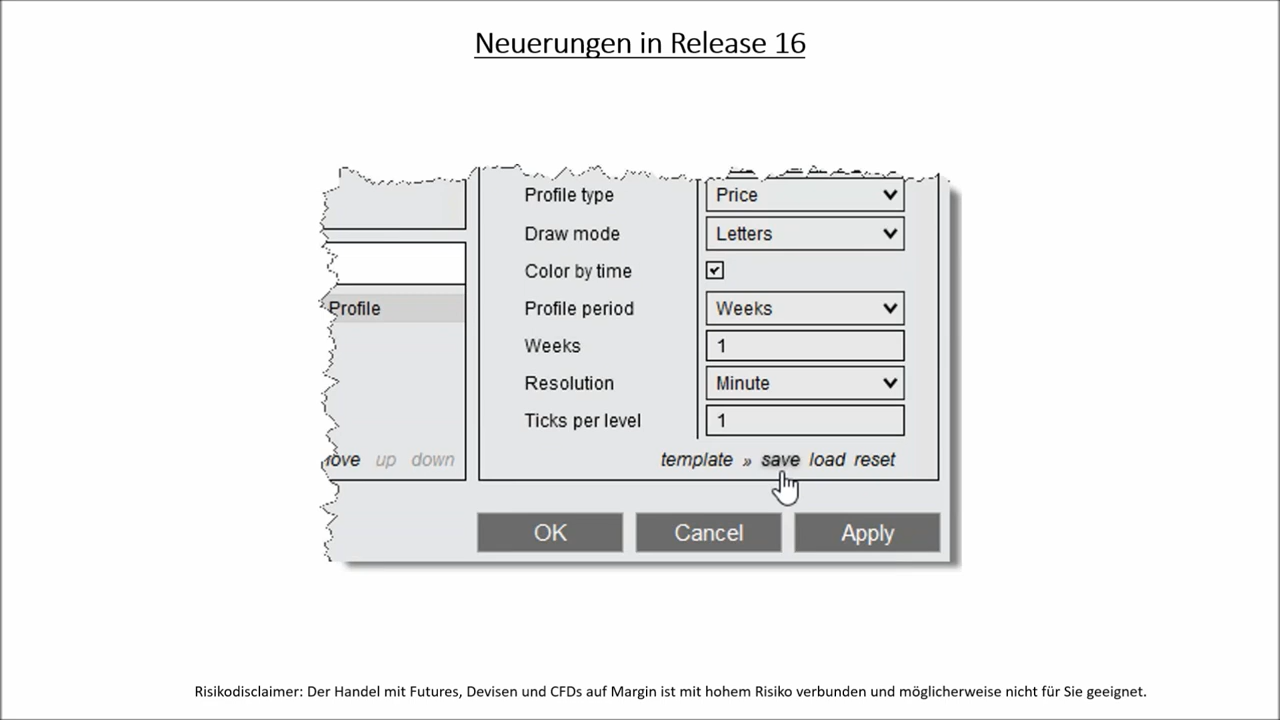 Neuerungen in Release 16
Profile type Price
Draw mode Letters
Color by time
Profile Profile period Weeks
Weeks 1
Resolution Minute
Ticks per level 1
up down template » save load reset
OK Cancel Apply
Risikodisclaimer: Der Handel mit Futures, Devisen und CFDs auf Margin ist mit hohem Risiko verbunden und möglicherweise nicht für Sie geeignet.